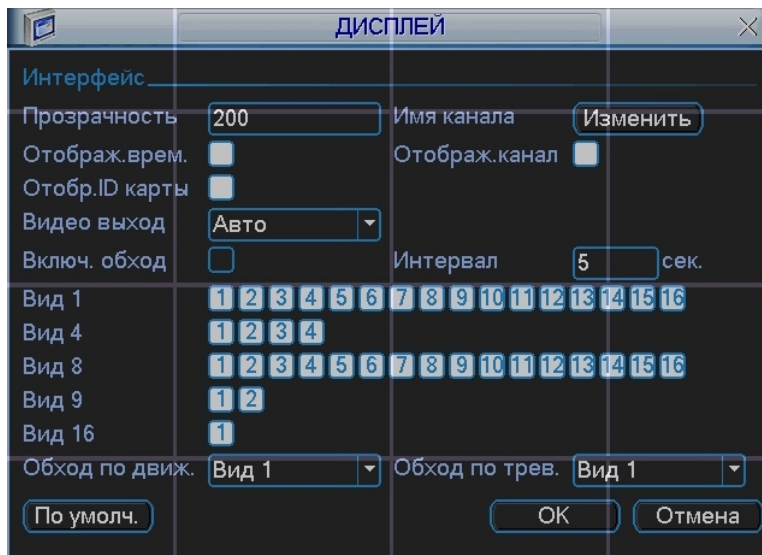 ДИСПЛЕЙ
Интерфейс
Прозрачность 200 Имя канала Изменить
Отображ.врем. Отображ.канал
Отобр.ID карты
Видео выход Авто
Включ. обход Интервал 5 сек.
Вид 1 1 2 3 4 5 6 7 8 9 10 11 12 13 14 15 16
Вид 4 1 2 3 4
Вид 8 1 2 3 4 5 6 7 8 9 10 11 12 13 14 15 16
Вид 9 1 2
Вид 16 1
Обход по движ. Вид 1 Обход по трев. Вид 1
По умолч. OK Отмена